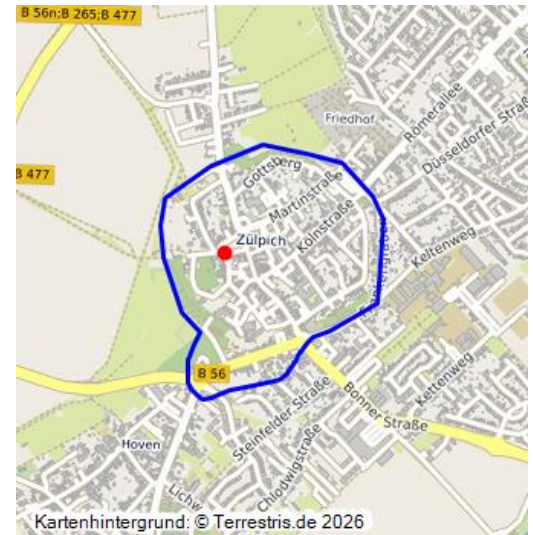 B 56n;B 265;B 477
Friedhof
Römerallee
Düsseldorfer Straße
B 477
Gottsberg
Martinstraße
Kölnstraße
Zülpich
Keltenweg
B 56
Kettenweg
Bonner Straße
Steinfelder Straße
Hoven
Chlodwigstraße
Lichw
Kartenhintergrund: © Terrestris.de 2026